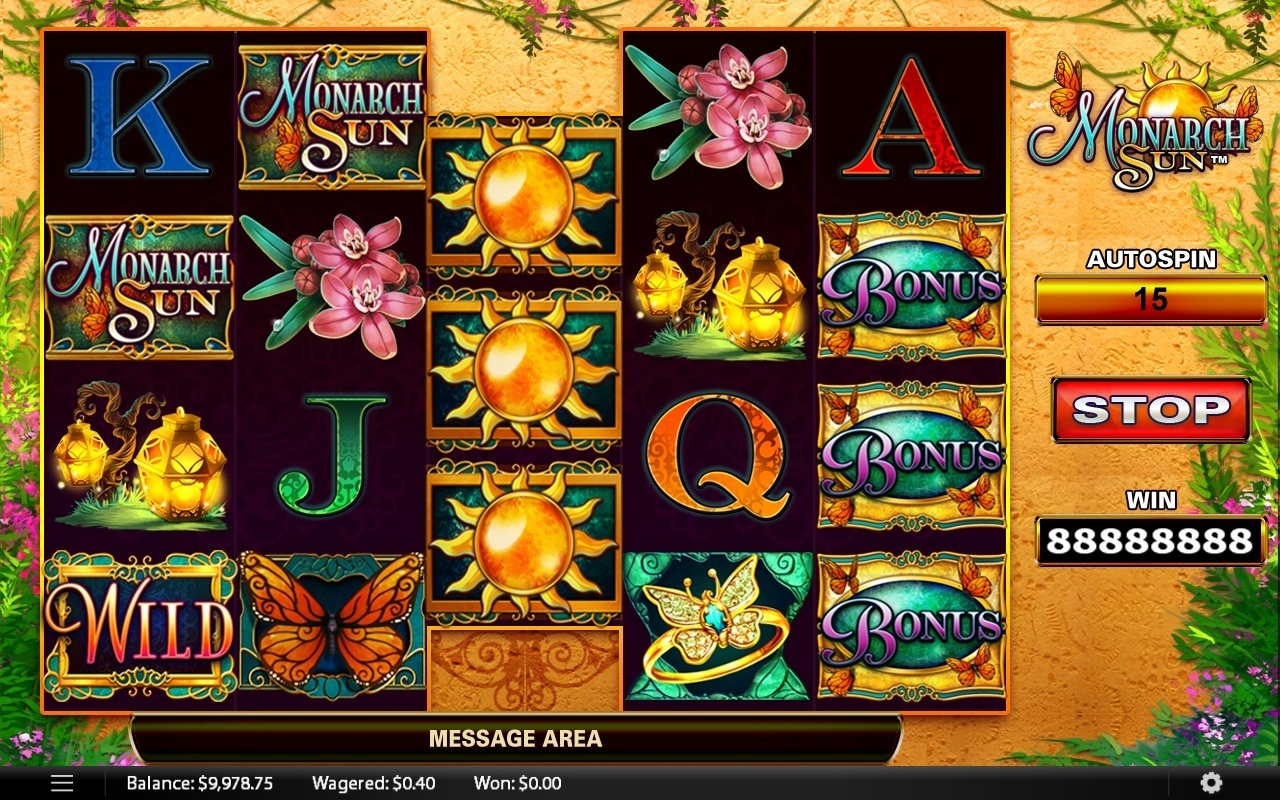 K
MONARCH
SUN
A
MONARCH
SUN™
MONARCH
SUN
BONUS
AUTOSPIN
15
J
Q
BONUS
STOP
WILD
BONUS
WIN
88888888
MESSAGE AREA
Balance: $9,978.75 Wagered: $0.40 Won: $0.00